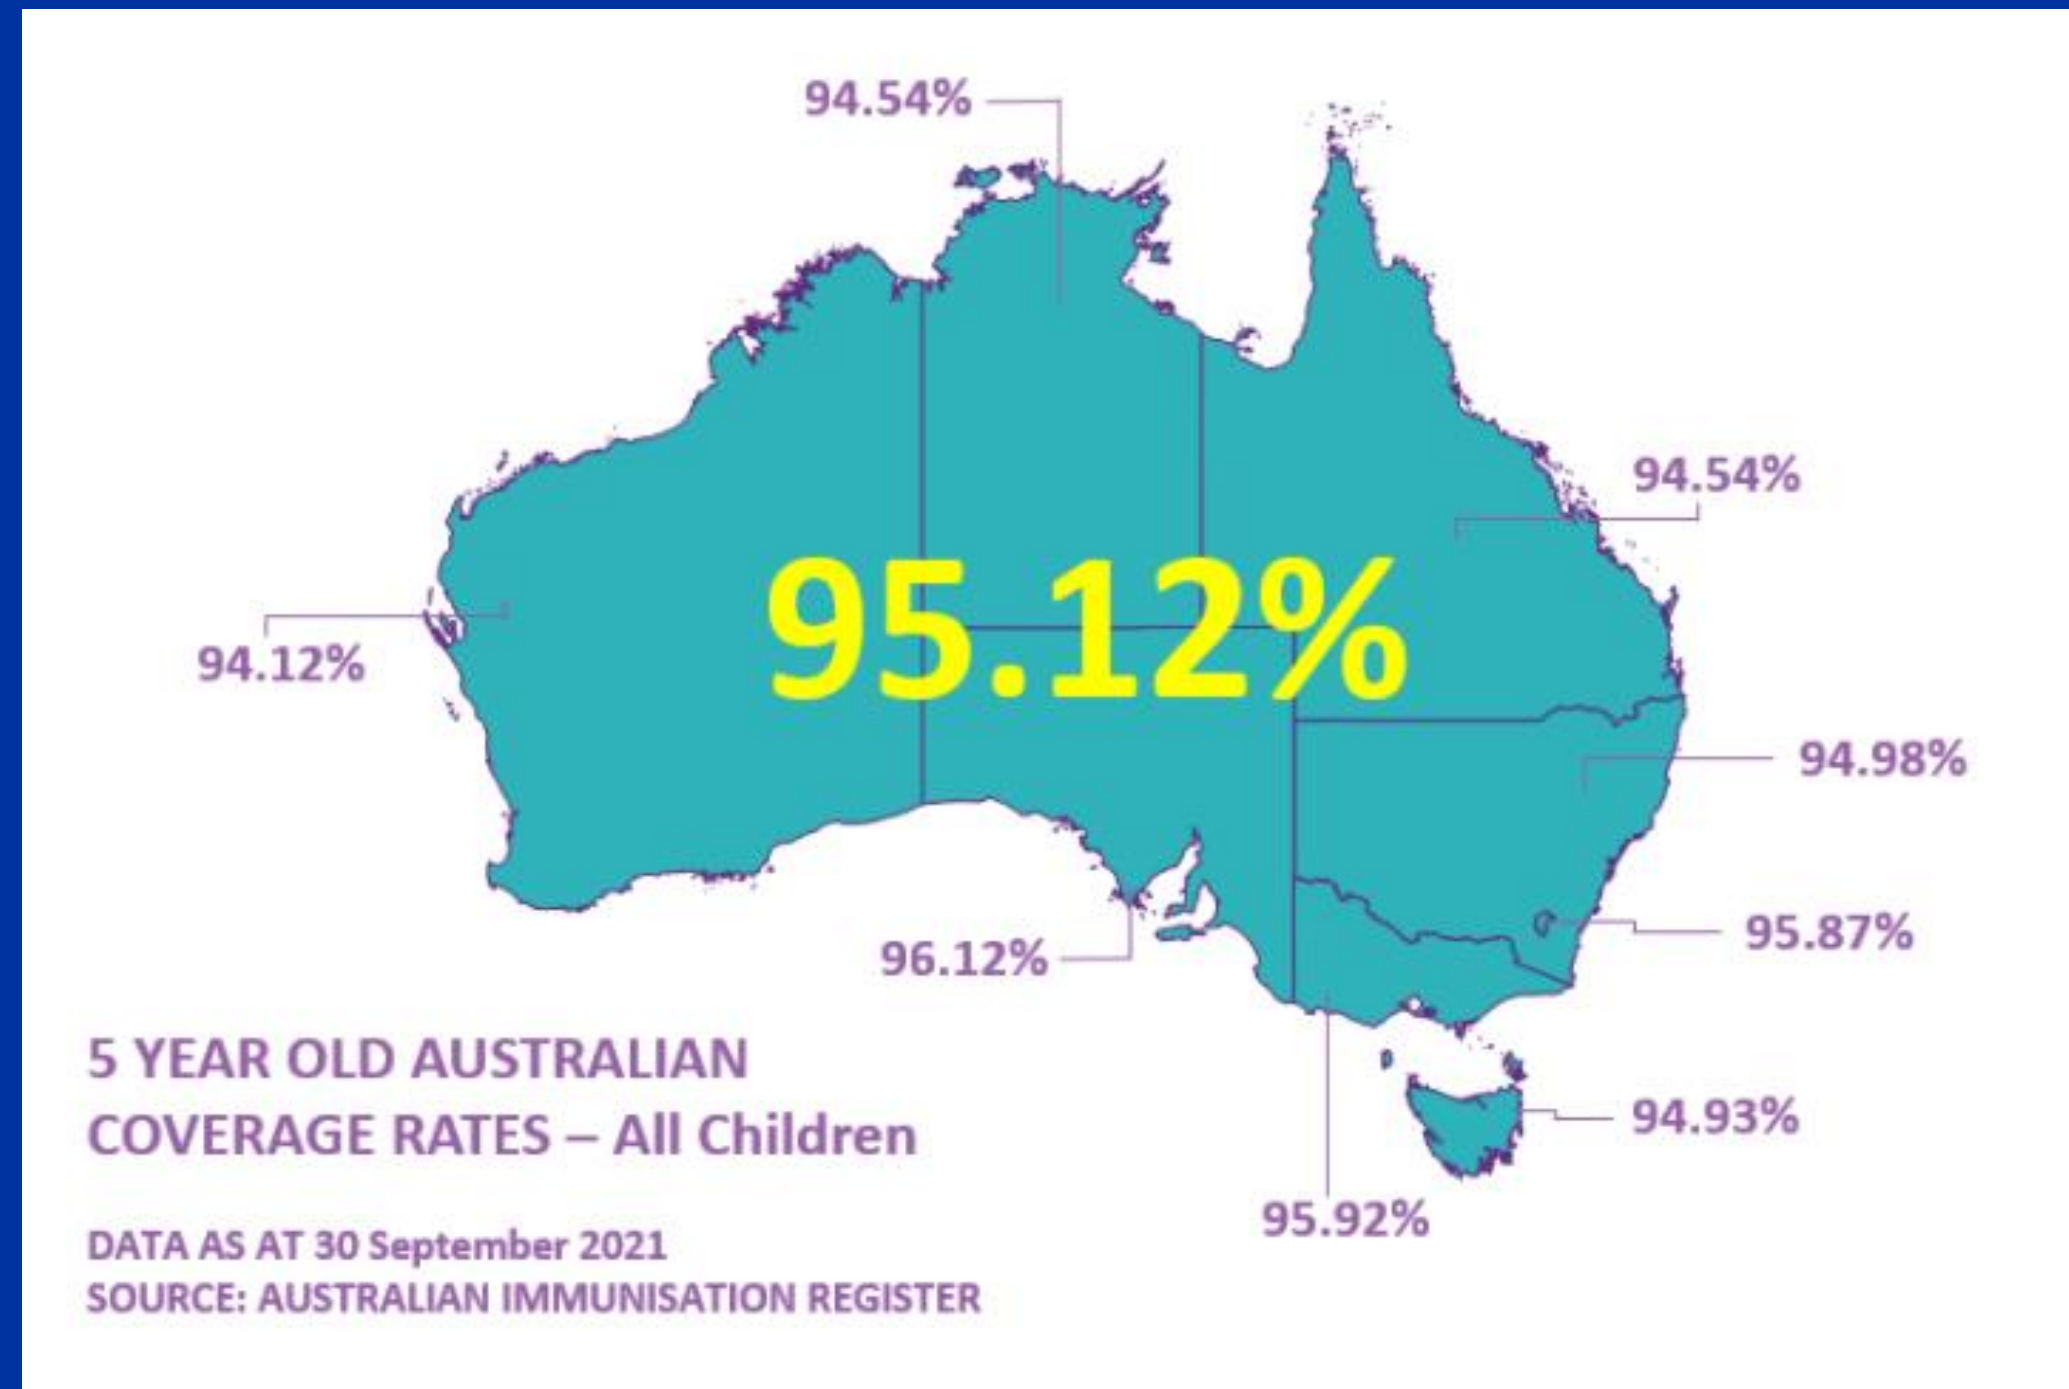 94.54%
94.54%
95.12%
94.12%
94.98%
95.87%
96.12%
5 YEAR OLD AUSTRALIAN
COVERAGE RATES – All Children
94.93%
95.92%
DATA AS AT 30 September 2021
SOURCE: AUSTRALIAN IMMUNISATION REGISTER